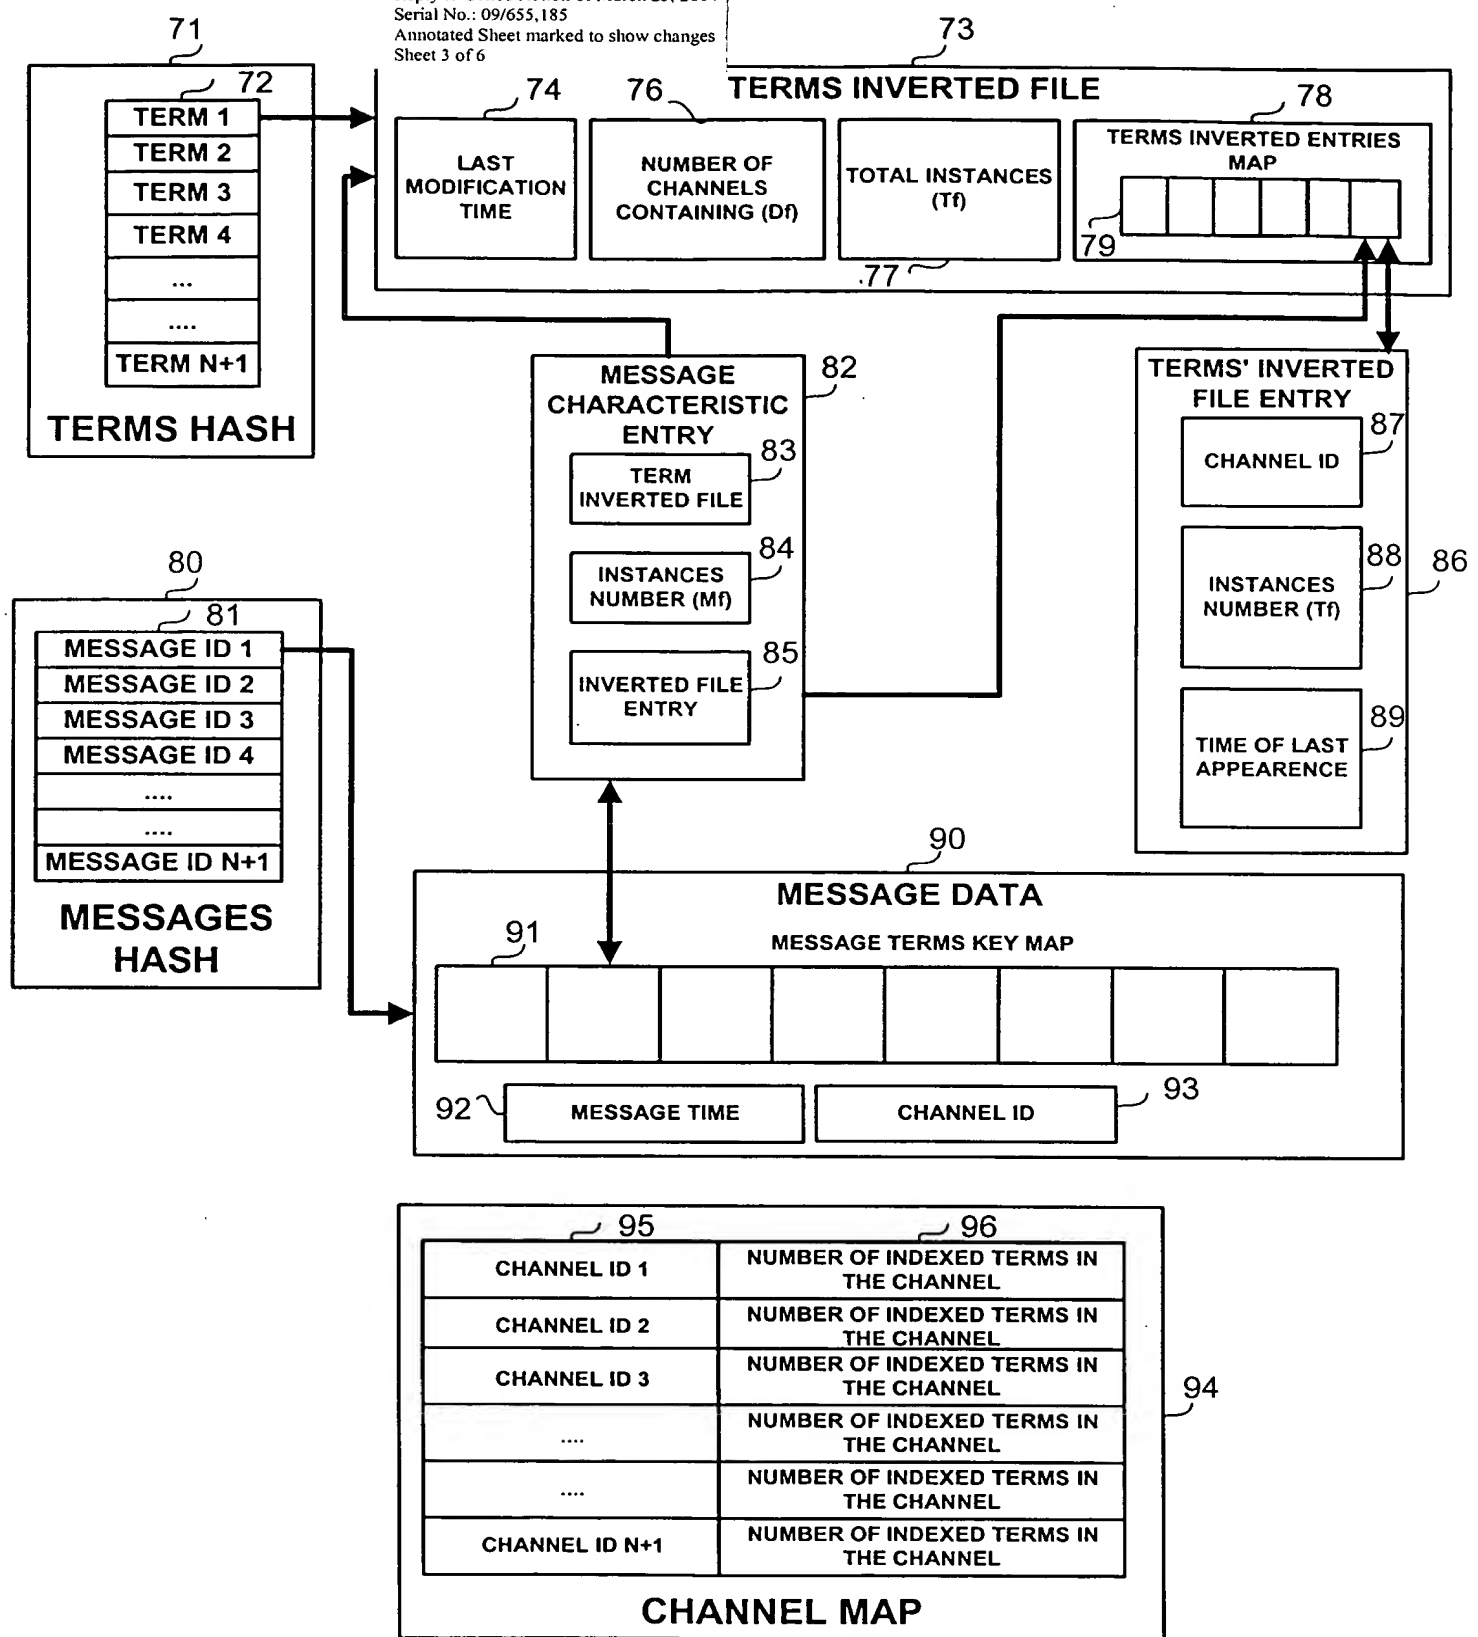 Serial No.: 09/655,185
Annotated Sheet marked to show changes
Sheet 3 of 6
71
72
TERM 1
TERM 2
TERM 3
TERM 4
...
....
TERM N+1
TERMS HASH
73
TERMS INVERTED FILE
74
LAST
MODIFICATION
TIME
76
NUMBER OF
CHANNELS
CONTAINING (Df)
TOTAL INSTANCES
(Tf)
77
78
TERMS INVERTED ENTRIES
MAP
79
82
MESSAGE
CHARACTERISTIC
ENTRY
83
TERM
INVERTED FILE
84
INSTANCES
NUMBER (Mf)
85
INVERTED FILE
ENTRY
TERMS' INVERTED
FILE ENTRY
87
CHANNEL ID
88
INSTANCES
NUMBER (Tf)
86
89
TIME OF LAST
APPEARENCE
80
81
MESSAGE ID 1
MESSAGE ID 2
MESSAGE ID 3
MESSAGE ID 4
....
....
MESSAGE ID N+1
MESSAGES
HASH
90
MESSAGE DATA
MESSAGE TERMS KEY MAP
91
92
MESSAGE TIME
CHANNEL ID
93
95
96
CHANNEL ID 1
NUMBER OF INDEXED TERMS IN
THE CHANNEL
CHANNEL ID 2
NUMBER OF INDEXED TERMS IN
THE CHANNEL
CHANNEL ID 3
NUMBER OF INDEXED TERMS IN
THE CHANNEL
....
NUMBER OF INDEXED TERMS IN
THE CHANNEL
....
NUMBER OF INDEXED TERMS IN
THE CHANNEL
CHANNEL ID N+1
NUMBER OF INDEXED TERMS IN
THE CHANNEL
94
CHANNEL MAP